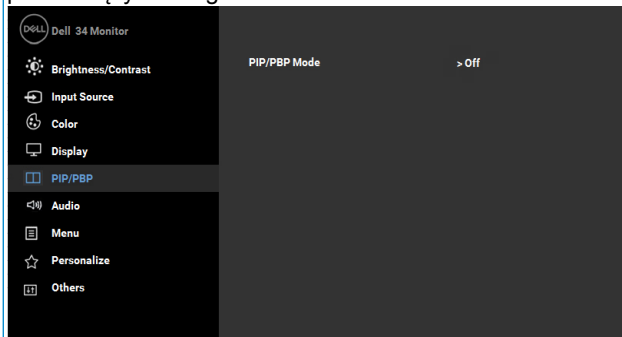 DELL Dell 34 Monitor
Brightness/Contrast
PIP/PBP Mode > Off
Input Source
Color
Display
PIP/PBP
Audio
Menu
Personalize
Others